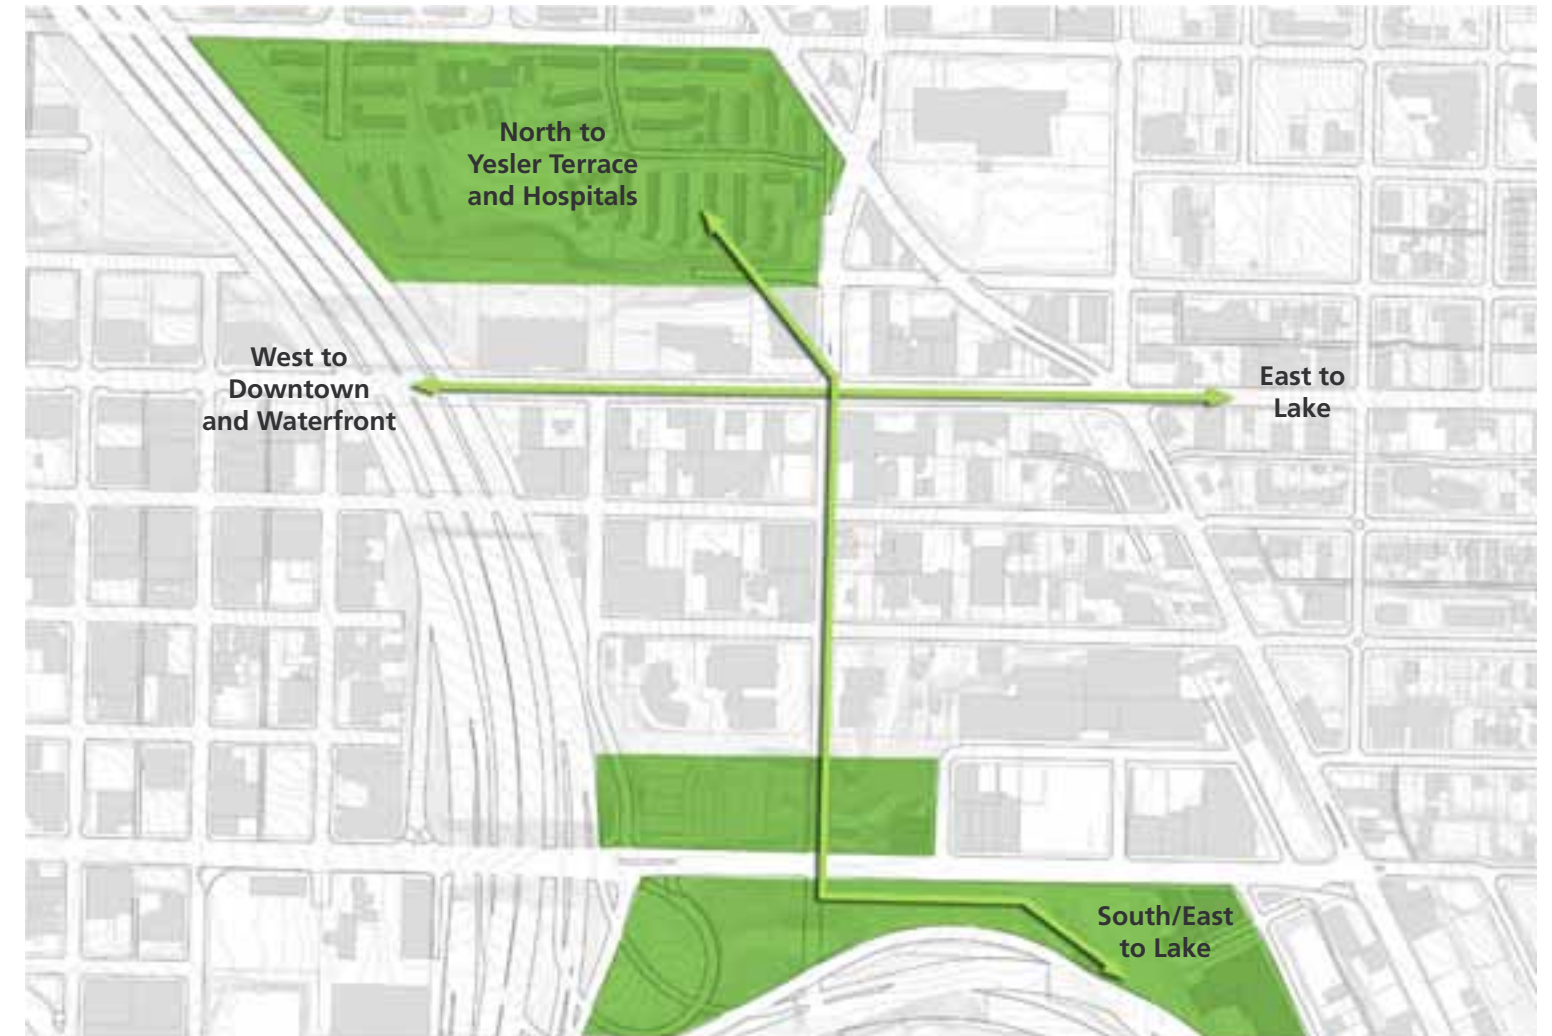 North to
Yesler Terrace
and Hospitals
West to
Downtown
and Waterfront
East to
Lake
South/East
to Lake